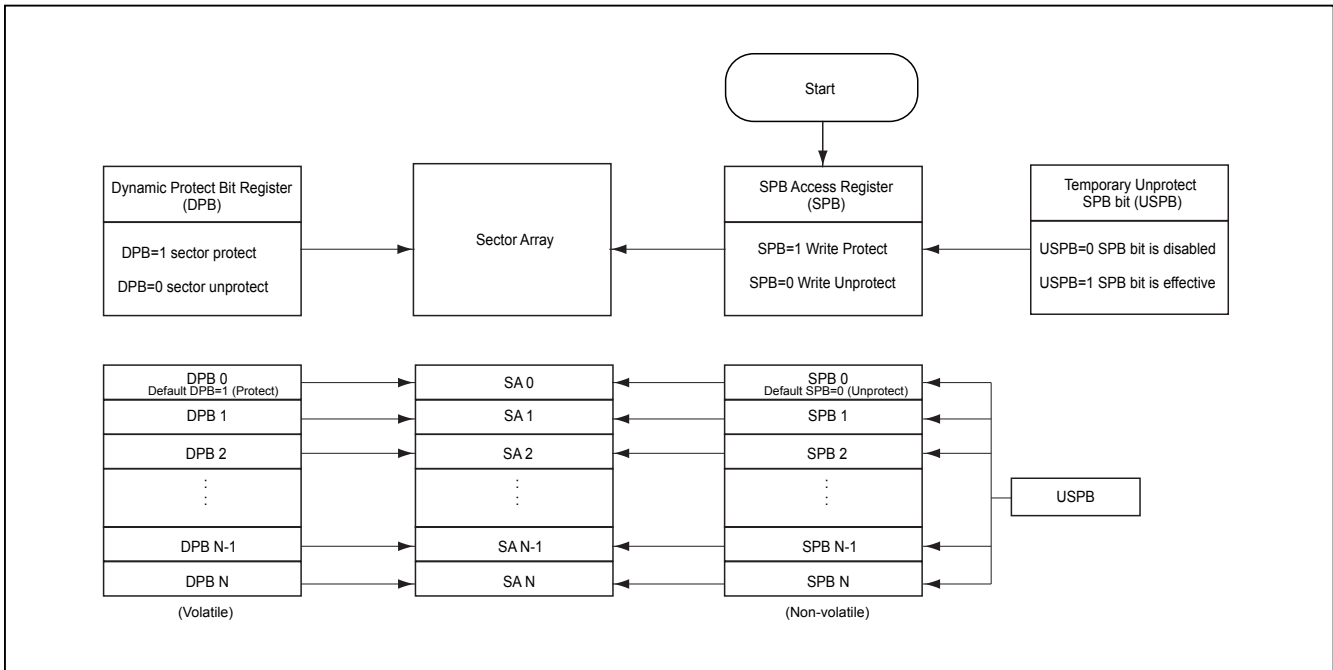 Start
Dynamic Protect Bit Register
(DPB)
DPB=1 sector protect
DPB=0 sector unprotect
Sector Array
SPB Access Register
(SPB)
SPB=1 Write Protect
SPB=0 Write Unprotect
Temporary Unprotect
SPB bit (USPB)
USPB=0 SPB bit is disabled
USPB=1 SPB bit is effective
DPB 0
Default DPB=1 (Protect)
SA 0
SPB 0
Default SPB=0 (Unprotect)
DPB 1
SA 1
SPB 1
DPB 2
SA 2
SPB 2
USPB
DPB N-1
SA N-1
SPB N-1
DPB N
SA N
SPB N
(Volatile)
(Non-volatile)